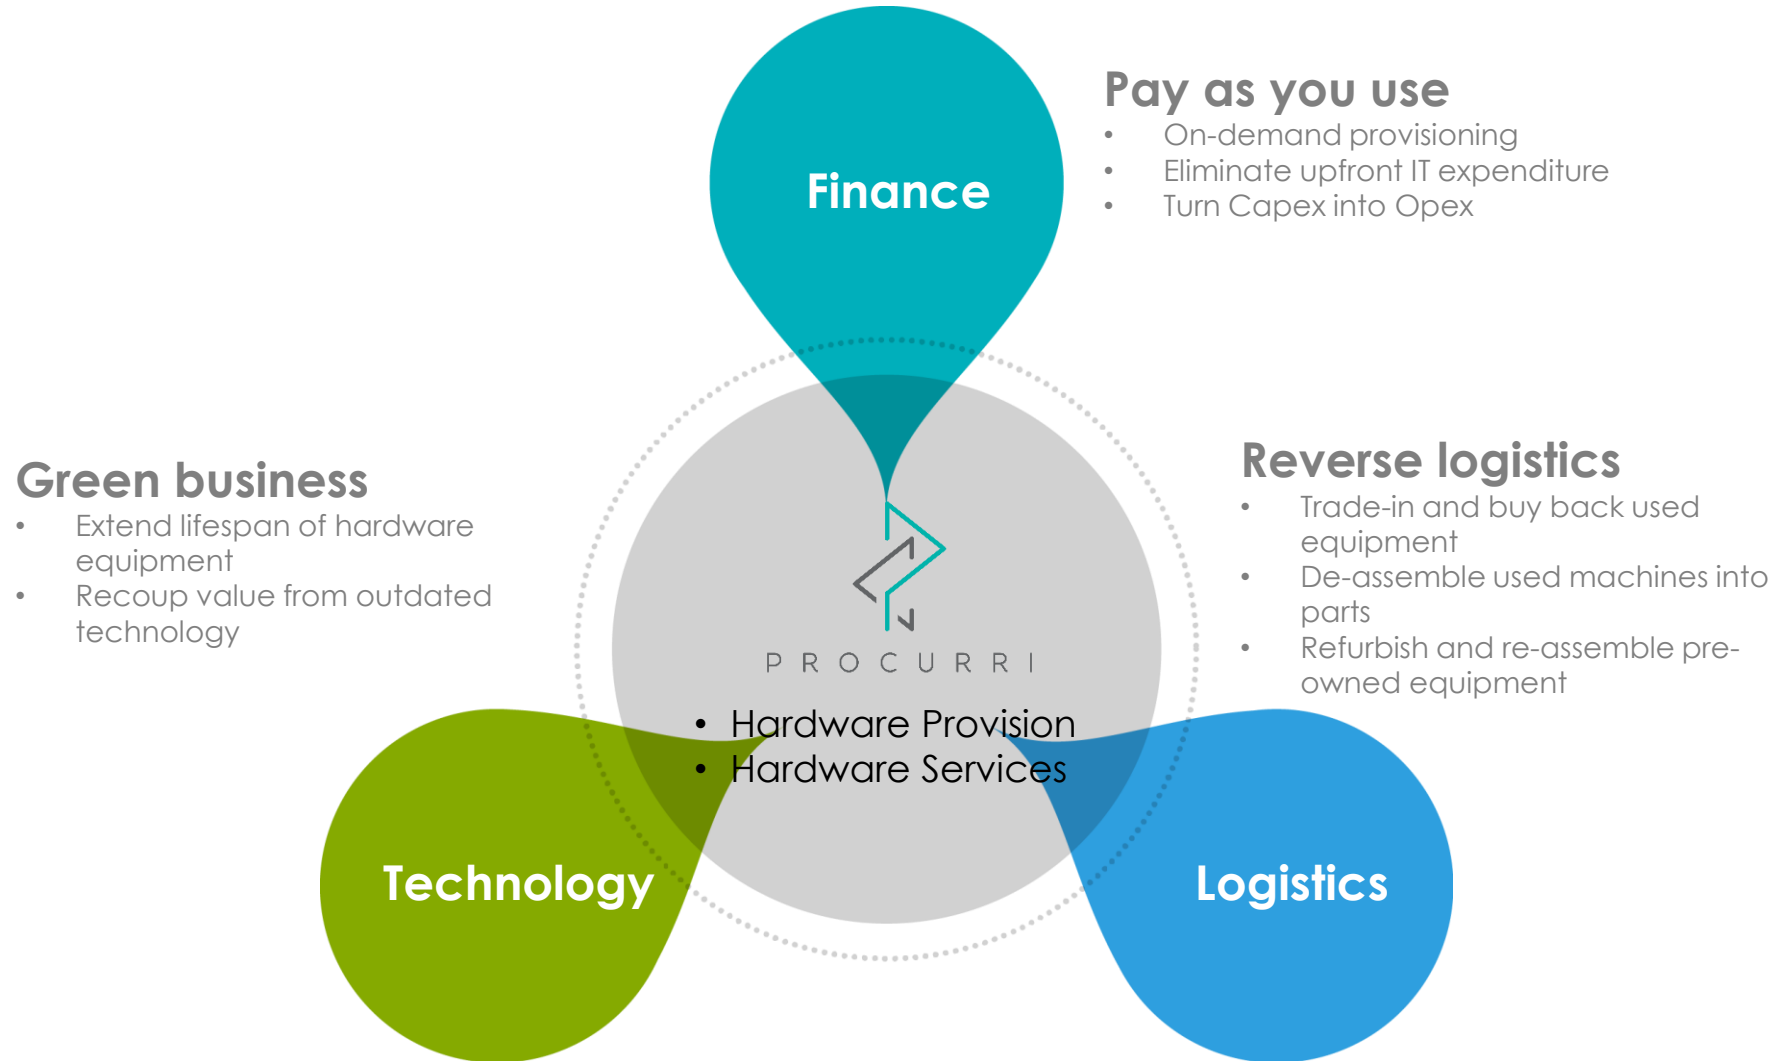 Finance
Pay as you use
• On-demand provisioning
• Eliminate upfront IT expenditure
• Turn Capex into Opex
Green business
• Extend lifespan of hardware
equipment
• Recoup value from outdated
technology
Reverse logistics
• Trade-in and buy back used
equipment
• De-assemble used machines into
parts
• Refurbish and re-assemble pre-
owned equipment
PROCURRI
• Hardware Provision
• Hardware Services
Technology
Logistics